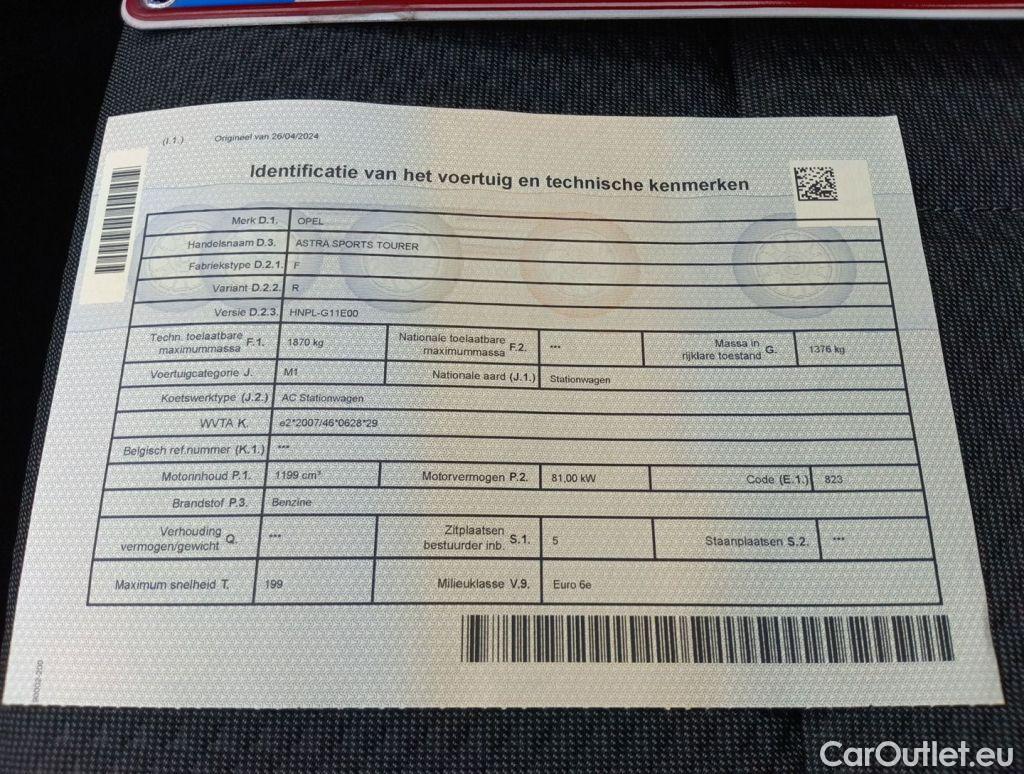 (I.1.) Origineel van 26/04/2024
Identificatie van het voertuig en technische kenmerken
Merk D.1. OPEL
Handelsnaam D.3. ASTRA SPORTS TOURER
Fabriekstype D.2.1. F
Variant D.2.2. R
Versie D.2.3. HNPL-G11E00
Techn. toelaatbare maximummassa F.1. 1870 kg Nationale toelaatbare maximummassa F.2. *** Massa in rijklare toestand G. 1376 kg
Voertuigcategorie J. M1 Nationale aard (J.1.) Stationwagen
Koetswerktype (J.2.) AC Stationwagen
WVTA K. e2*2007/46*0628*29
Belgisch ref.nummer (K.1.) ***
Motorinhoud P.1. 1199 cm³ Motorvermogen P.2. 81,00 kW Code (E.1.) 823
Brandstof P.3. Benzine
Verhouding vermogen/gewicht Q. *** Zitplaatsen bestuurder inb. S.1. 5 Staanplaatsen S.2. ***
Maximum snelheid T. 199 Milieuklasse V.9. Euro 6e
CarOutlet.eu